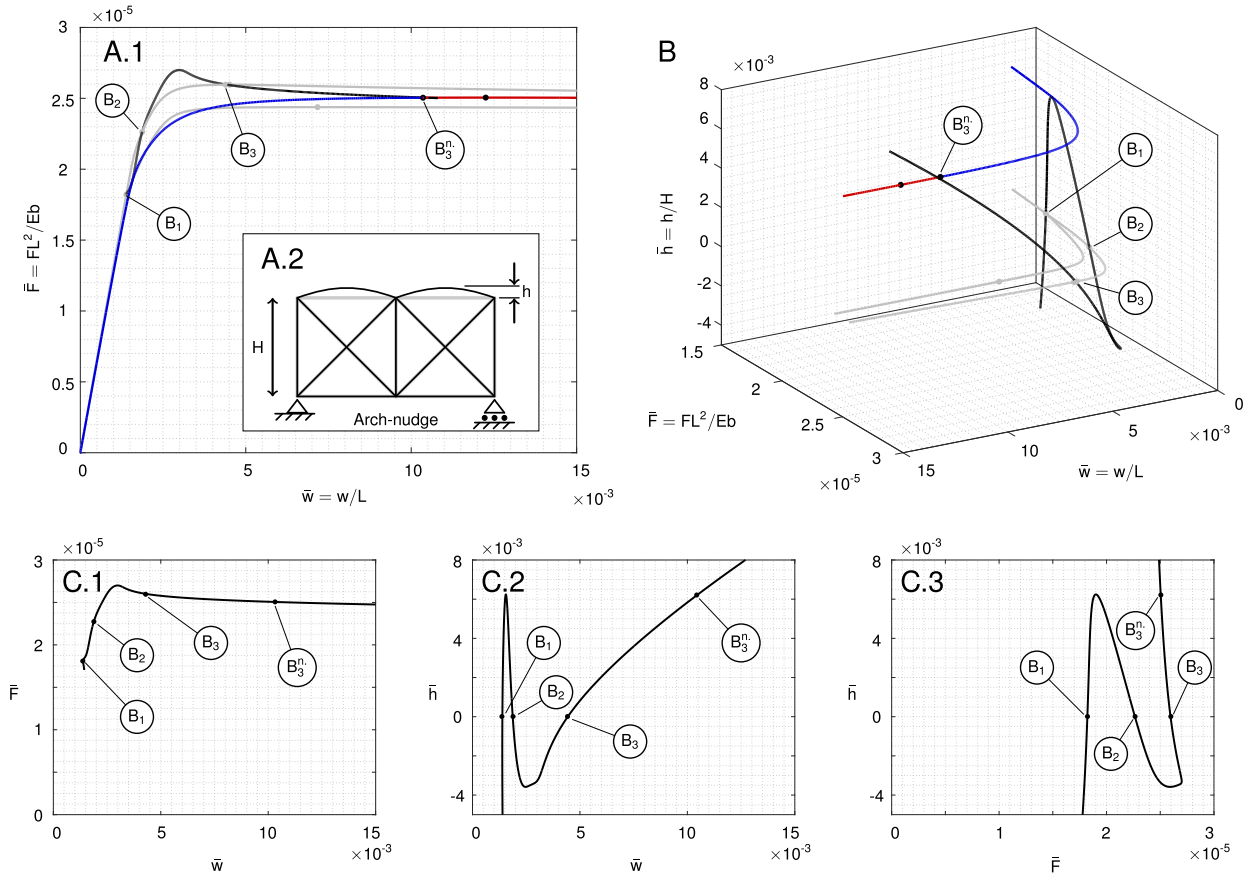 ×10⁻⁵
A.1
3
2.5
2
1.5
1
0.5
0
F̄ = FL²/Eb
B₂
B₁
B₃
B₃ⁿ·
A.2
H
h
Arch-nudge
0
5
10
15
w̄ = w/L
×10⁻³
B
×10⁻³
8
6
4
2
0
-2
-4
h̄ = h/H
B₃ⁿ·
B₁
B₂
B₃
1.5
2
2.5
3
F̄ = FL²/Eb
×10⁻⁵
15
10
5
0
×10⁻³
w̄ = w/L
×10⁻⁵
C.1
3
2
1
0
F̄
B₁
B₂
B₃
B₃ⁿ·
0
5
10
15
×10⁻³
w̄
×10⁻³
C.2
8
4
0
-4
h̄
B₁
B₂
B₃
B₃ⁿ·
0
5
10
15
×10⁻³
w̄
×10⁻³
C.3
8
4
0
-4
h̄
B₁
B₂
B₃ⁿ·
B₃
0
1
2
3
×10⁻⁵
F̄